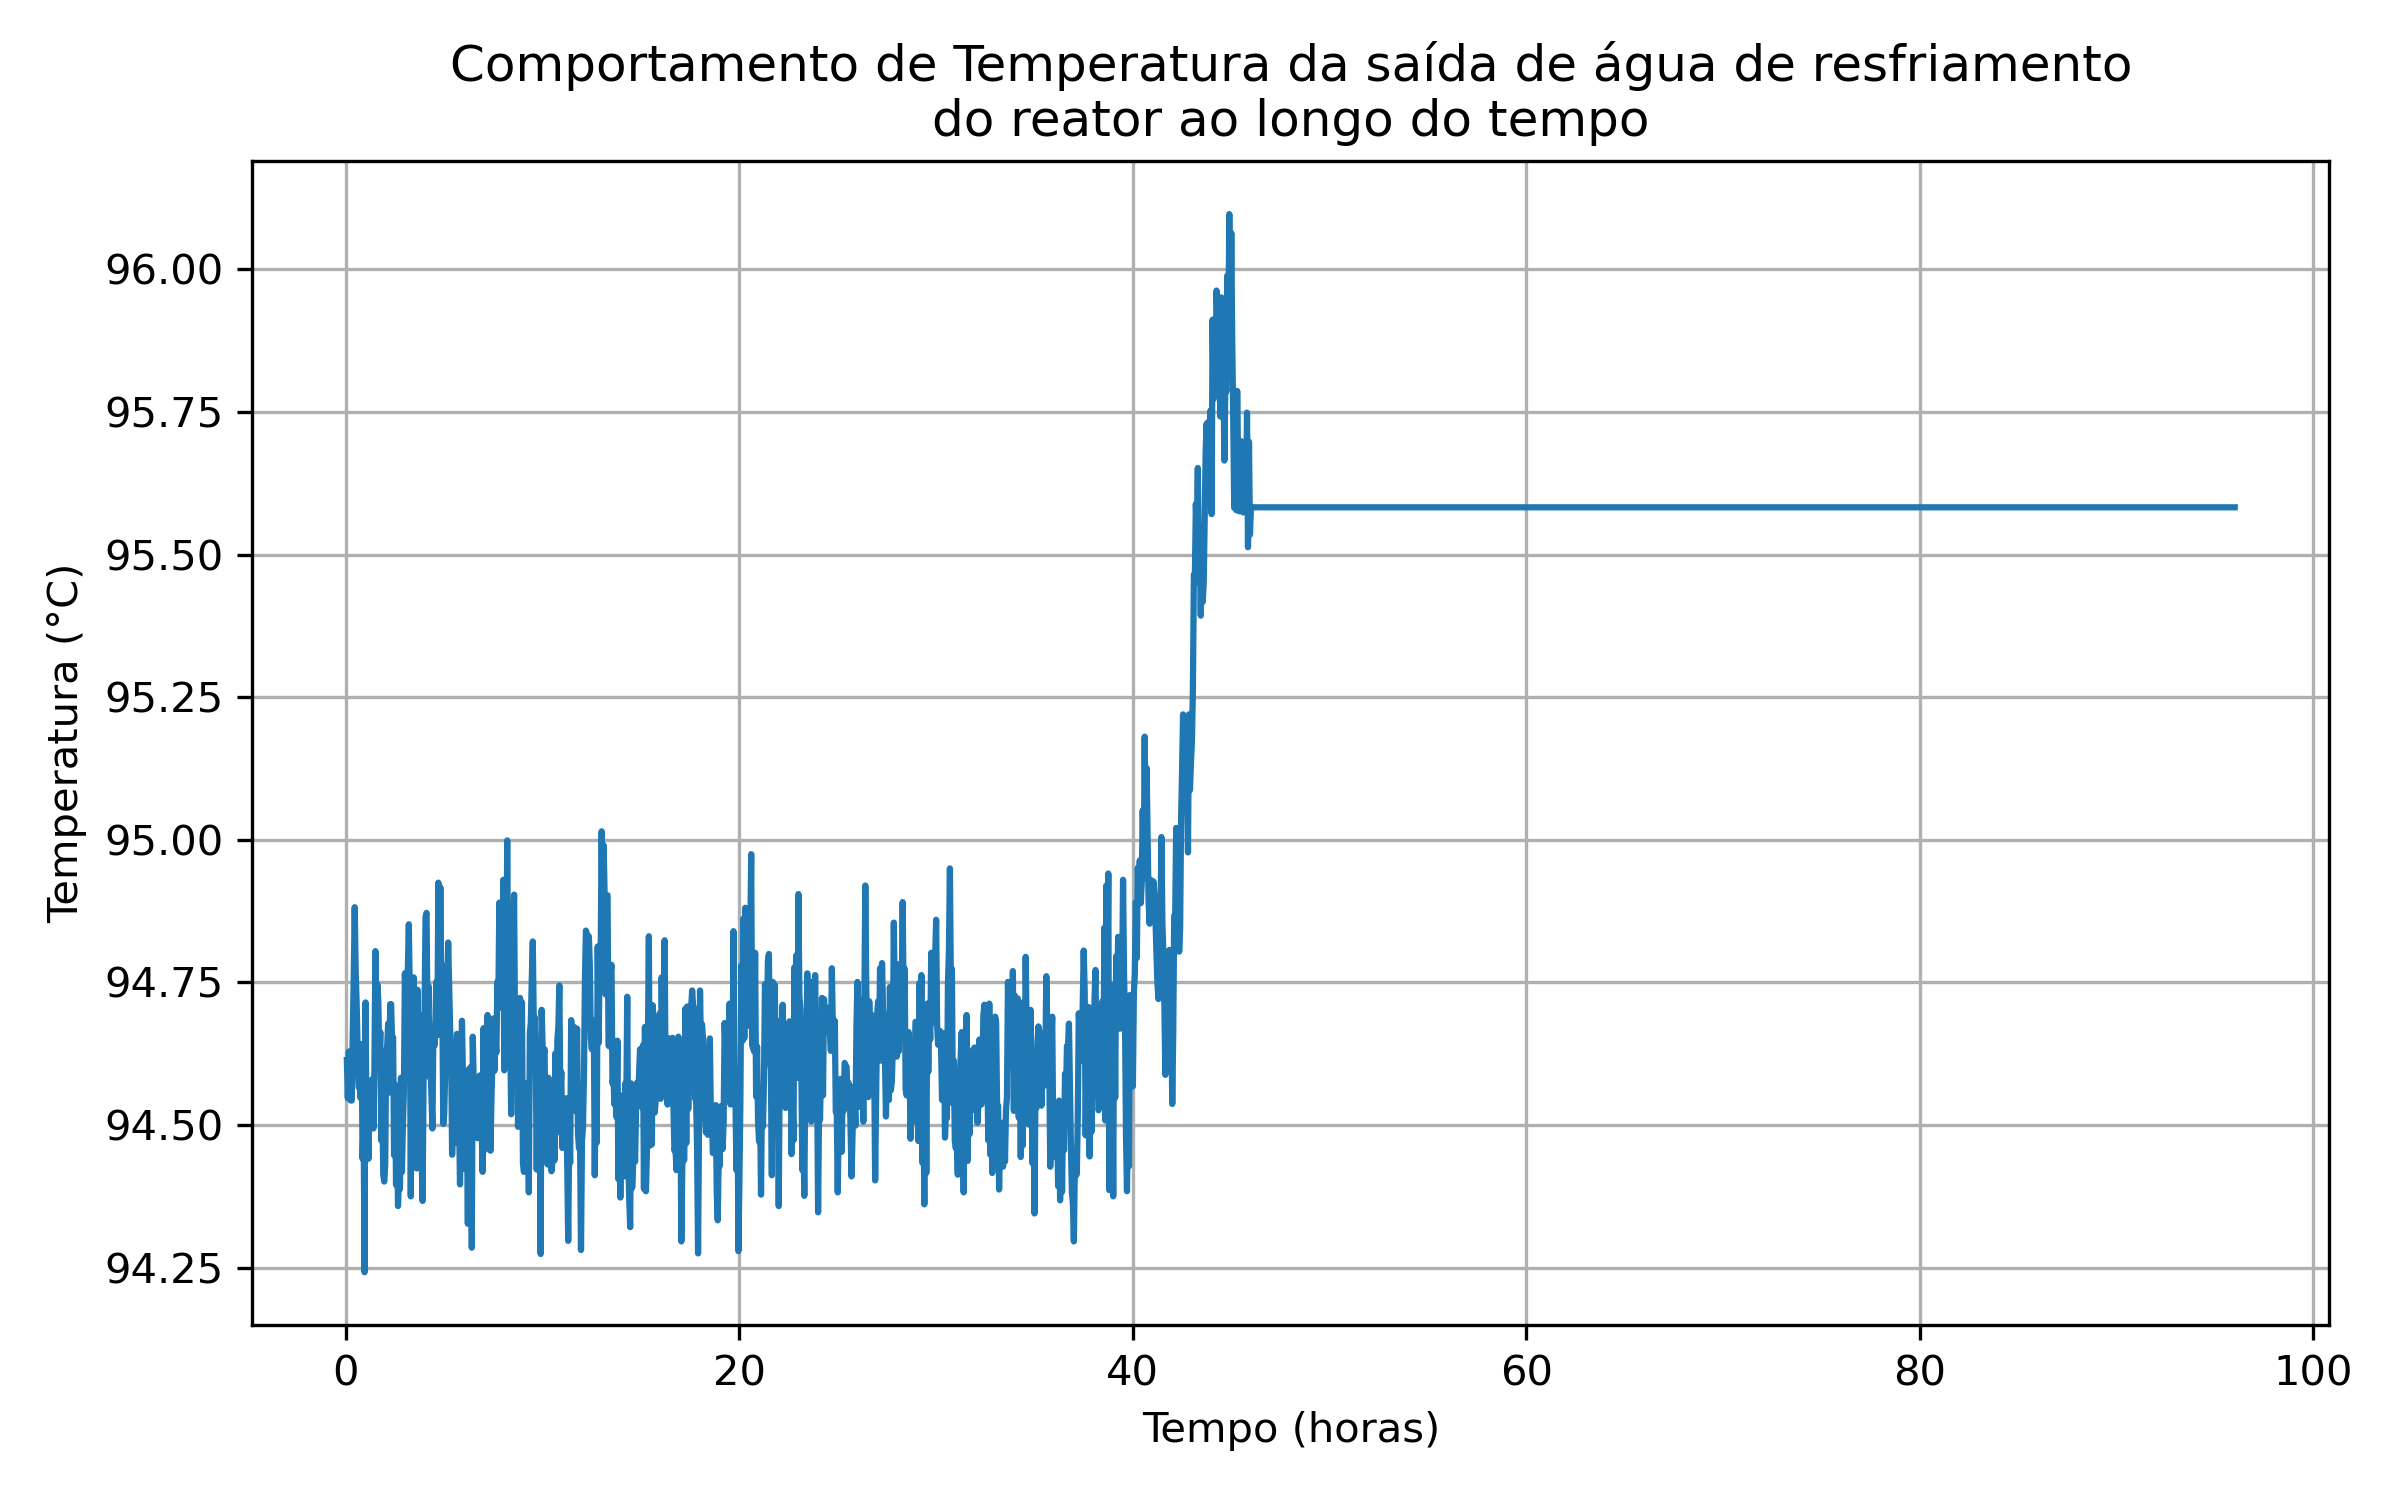 Comportamento de Temperatura da saída de água de resfriamento
do reator ao longo do tempo
96.00
95.75
95.50
95.25
95.00
94.75
94.50
94.25
Temperatura (°C)
0 20 40 60 80 100
Tempo (horas)